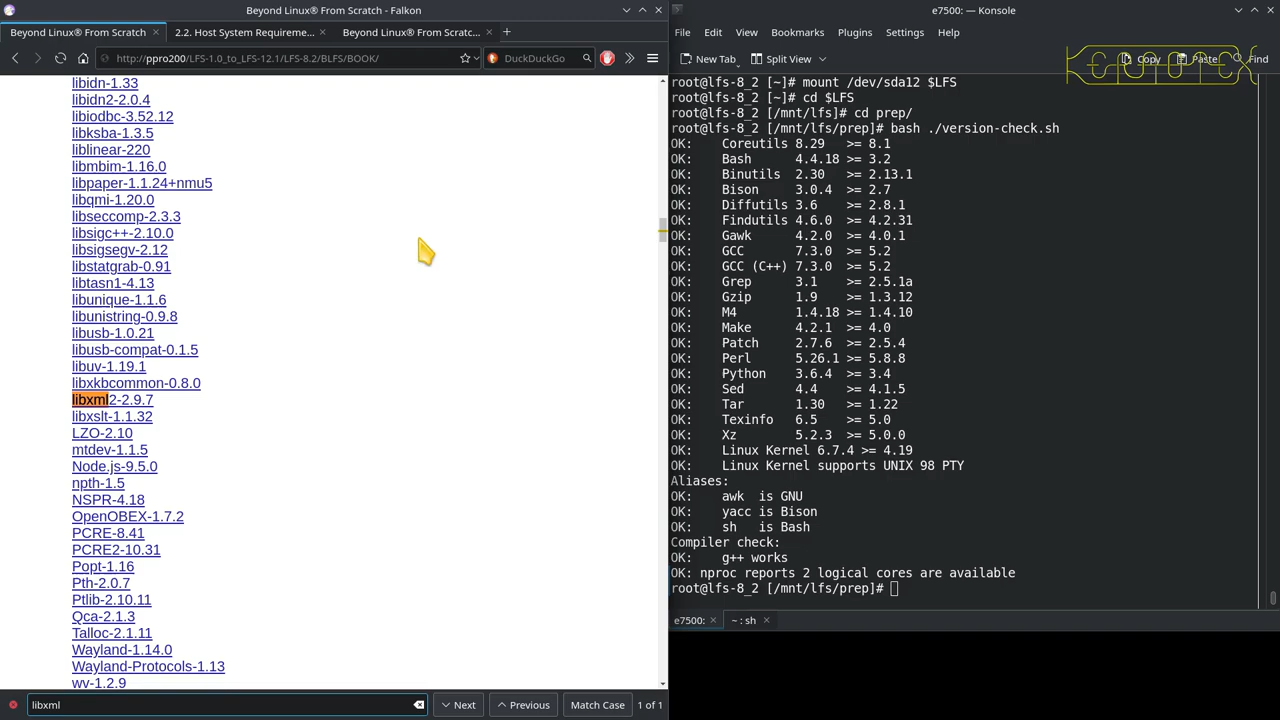 Beyond Linux® From Scratch - Falkon
Beyond Linux® From Scratch
2.2. Host System Requireme...
Beyond Linux® From Scratc...
http://ppro200/LFS-1.0_to_LFS-12.1/LFS-8.2/BLFS/BOOK/
DuckDuckGo
libidn-1.33
libidn2-2.0.4
libiodbc-3.52.12
libksba-1.3.5
liblinear-220
libmbim-1.16.0
libpaper-1.1.24+nmu5
libqmi-1.20.0
libseccomp-2.3.3
libsigc++-2.10.0
libsigsegv-2.12
libstatgrab-0.91
libtasn1-4.13
libunique-1.1.6
libunistring-0.9.8
libusb-1.0.21
libusb-compat-0.1.5
libuv-1.19.1
libxkbcommon-0.8.0
libxml2-2.9.7
libxslt-1.1.32
LZO-2.10
mtdev-1.1.5
Node.js-9.5.0
npth-1.5
NSPR-4.18
OpenOBEX-1.7.2
PCRE-8.41
PCRE2-10.31
Popt-1.16
Pth-2.0.7
Ptlib-2.10.11
Qca-2.1.3
Talloc-2.1.11
Wayland-1.14.0
Wayland-Protocols-1.13
wv-1.2.9
libxml
Next
Previous
Match Case
1 of 1
e7500: — Konsole
File Edit View Bookmarks Plugins Settings Help
New Tab Split View Copy Paste Find
root@lfs-8_2 [~]# mount /dev/sda12 $LFS
root@lfs-8_2 [~]# cd $LFS
root@lfs-8_2 [/mnt/lfs]# cd prep/
root@lfs-8_2 [/mnt/lfs/prep]# bash ./version-check.sh
OK: Coreutils 8.29 >= 8.1
OK: Bash 4.4.18 >= 3.2
OK: Binutils 2.30 >= 2.13.1
OK: Bison 3.0.4 >= 2.7
OK: Diffutils 3.6 >= 2.8.1
OK: Findutils 4.6.0 >= 4.2.31
OK: Gawk 4.2.0 >= 4.0.1
OK: GCC 7.3.0 >= 5.2
OK: GCC (C++) 7.3.0 >= 5.2
OK: Grep 3.1 >= 2.5.1a
OK: Gzip 1.9 >= 1.3.12
OK: M4 1.4.18 >= 1.4.10
OK: Make 4.2.1 >= 4.0
OK: Patch 2.7.6 >= 2.5.4
OK: Perl 5.26.1 >= 5.8.8
OK: Python 3.6.4 >= 3.4
OK: Sed 4.4 >= 4.1.5
OK: Tar 1.30 >= 1.22
OK: Texinfo 6.5 >= 5.0
OK: Xz 5.2.3 >= 5.0.0
OK: Linux Kernel 6.7.4 >= 4.19
OK: Linux Kernel supports UNIX 98 PTY
Aliases:
OK: awk is GNU
OK: yacc is Bison
OK: sh is Bash
Compiler check:
OK: g++ works
OK: nproc reports 2 logical cores are available
root@lfs-8_2 [/mnt/lfs/prep]#
e7500:
~ : sh